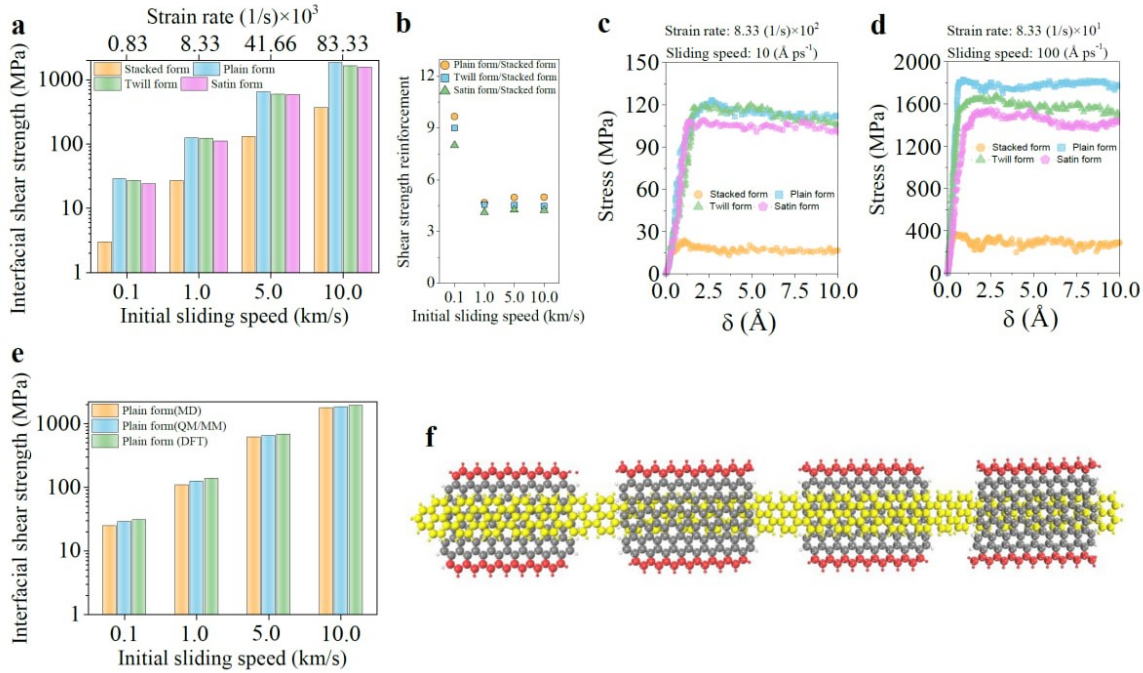 a
Strain rate (1/s)×10³
0.83 8.33 41.66 83.33
Interfacial shear strength (MPa)
1000
100
10
1
Stacked form Plain form
Twill form Satin form
0.1 1.0 5.0 10.0
Initial sliding speed (km/s)
b
Shear strength reinforcement
12
9
6
3
0
Plain form/Stacked form
Twill form/Stacked form
Satin form/Stacked form
0.1 1.0 5.0 10.0
Initial sliding speed (km/s)
c
Strain rate: 8.33 (1/s)×10²
Sliding speed: 10 (Å ps⁻¹)
Stress (MPa)
150
120
90
60
30
0
Stacked form Plain form
Twill form Satin form
0.0 2.5 5.0 7.5 10.0
δ (Å)
d
Strain rate: 8.33 (1/s)×10¹
Sliding speed: 100 (Å ps⁻¹)
Stress (MPa)
2000
1600
1200
800
400
0
Stacked form Plain form
Twill form Satin form
0.0 2.5 5.0 7.5 10.0
δ (Å)
e
Interfacial shear strength (MPa)
1000
100
10
1
Plain form(MD)
Plain form(QM/MM)
Plain form (DFT)
0.1 1.0 5.0 10.0
Initial sliding speed (km/s)
f